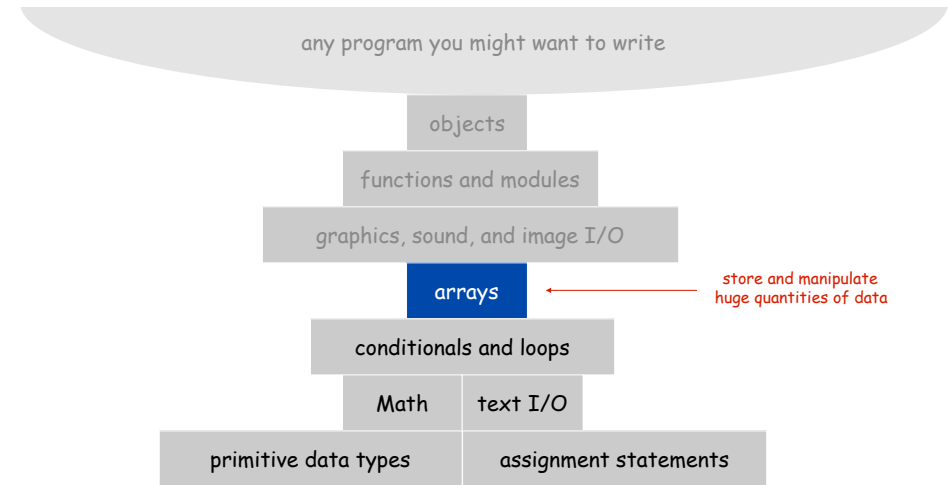 any program you might want to write
objects
functions and modules
graphics, sound, and image I/O
arrays
store and manipulate
huge quantities of data
conditionals and loops
Math
text I/O
primitive data types
assignment statements